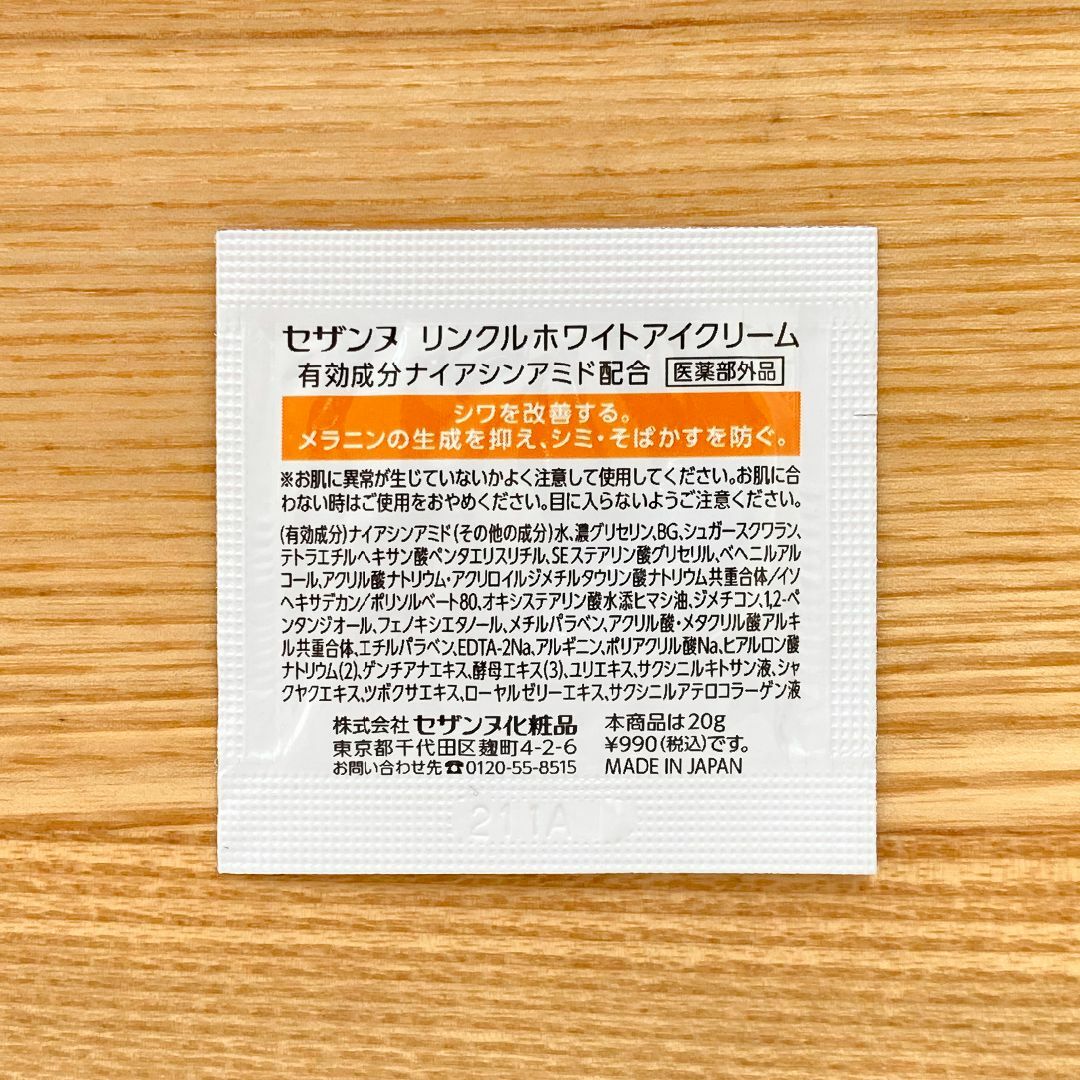 セザンヌ リンクルホワイトアイクリーム
有効成分ナイアシンアミド配合 医薬部外品
シワを改善する。
メラニンの生成を抑え、シミ・そばかすを防ぐ。
※お肌に異常が生じていないかよく注意して使用してください。お肌に合
わない時はご使用をおやめください。目に入らないようご注意ください。
(有効成分)ナイアシンアミド(その他の成分)水、濃グリセリン、BG、シュガースクワラン、
テトラエチルヘキサン酸ペンタエリスリチル、SEステアリン酸グリセリル、ベヘニルアル
コール、アクリル酸ナトリウム・アクリロイルジメチルタウリン酸ナトリウム共重合体/イソ
ヘキサデカン/ポリソルベート80、オキシステアリン酸水添ヒマシ油、ジメチコン、1,2-ペ
ンタンジオール、フェノキシエタノール、メチルパラベン、アクリル酸・メタクリル酸アルキ
ル共重合体、エチルパラベン、EDTA-2Na、アルギニン、ポリアクリル酸Na、ヒアルロン酸
ナトリウム(2)、ゲンチアナエキス、酵母エキス(3)、ユリエキス、サクシニルキトサン液、シャ
クヤクエキス、ツボクサエキス、ローヤルゼリーエキス、サクシニルアテロコラーゲン液
株式会社 セザンヌ化粧品 本商品は20g
東京都千代田区麹町4-2-6 ¥990(税込)です。
お問い合わせ先☎0120-55-8515 MADE IN JAPAN
211A